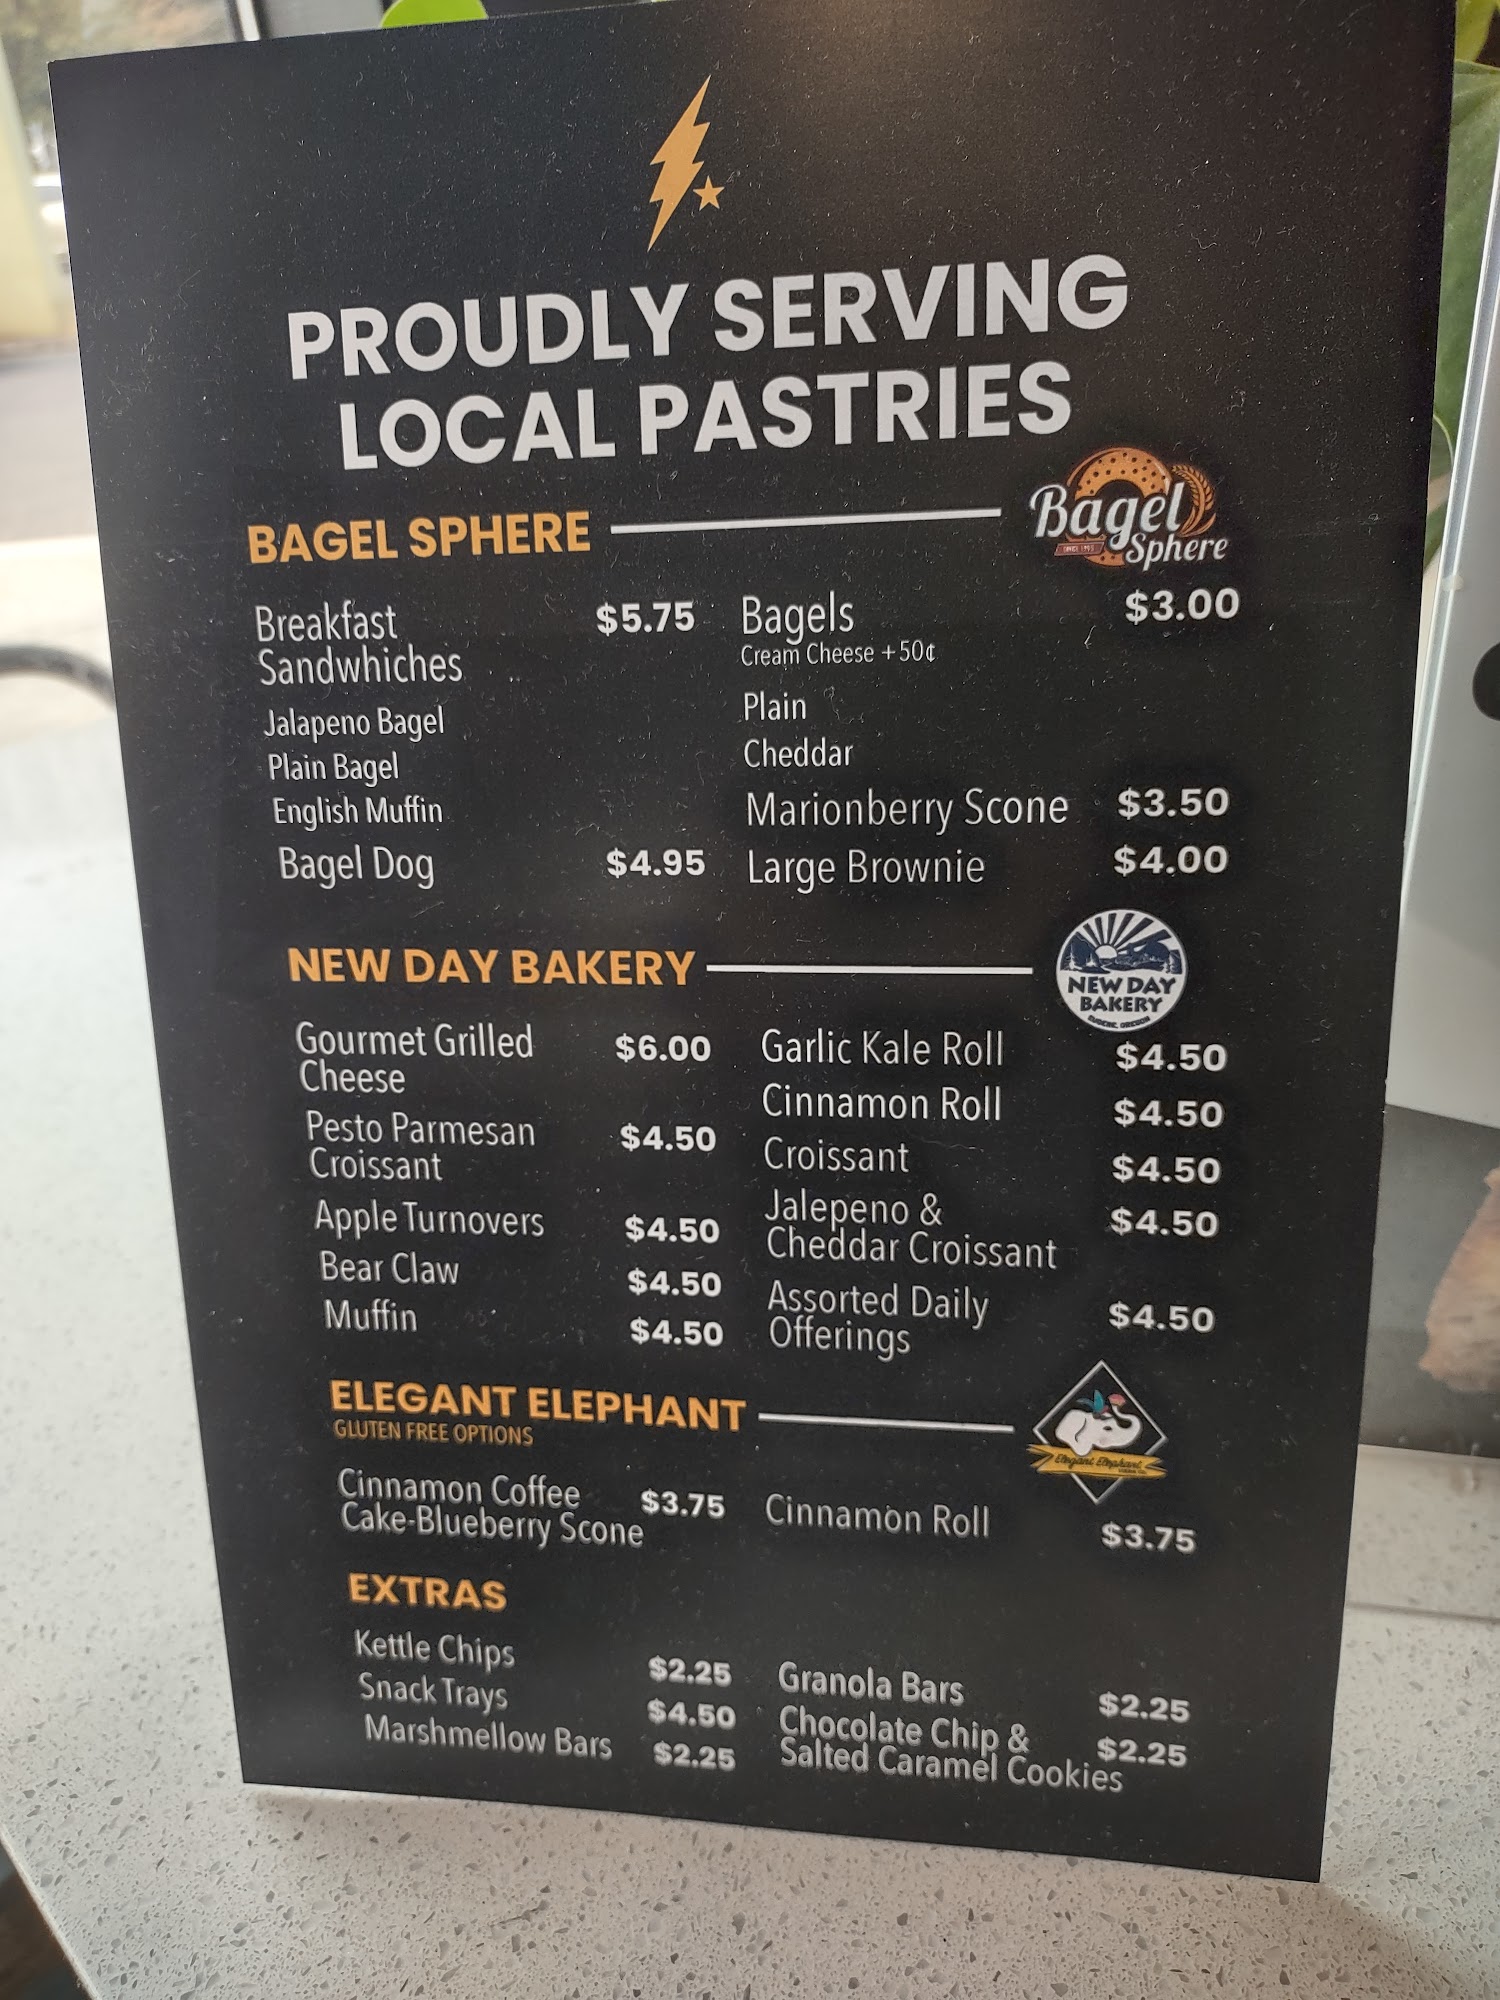 PROUDLY SERVING
LOCAL PASTRIES
BAGEL SPHERE
Bagel
Sphere
Breakfast
Sandwhiches
$5.75
Jalapeno Bagel
Plain Bagel
English Muffin
Bagel Dog $4.95
Bagels $3.00
Cream Cheese +50¢
Plain
Cheddar
Marionberry Scone $3.50
Large Brownie $4.00
NEW DAY BAKERY
NEW DAY
BAKERY
EUGENE, OREGON
Gourmet Grilled
Cheese
$6.00
Pesto Parmesan
Croissant
$4.50
Apple Turnovers $4.50
Bear Claw $4.50
Muffin $4.50
Garlic Kale Roll $4.50
Cinnamon Roll $4.50
Croissant $4.50
Jalepeno &
Cheddar Croissant
$4.50
Assorted Daily
Offerings
$4.50
ELEGANT ELEPHANT
GLUTEN FREE OPTIONS
Elegant Elephant
Cinnamon Coffee
Cake-Blueberry Scone
$3.75
Cinnamon Roll $3.75
EXTRAS
Kettle Chips $2.25
Snack Trays $4.50
Marshmellow Bars $2.25
Granola Bars $2.25
Chocolate Chip &
Salted Caramel Cookies
$2.25